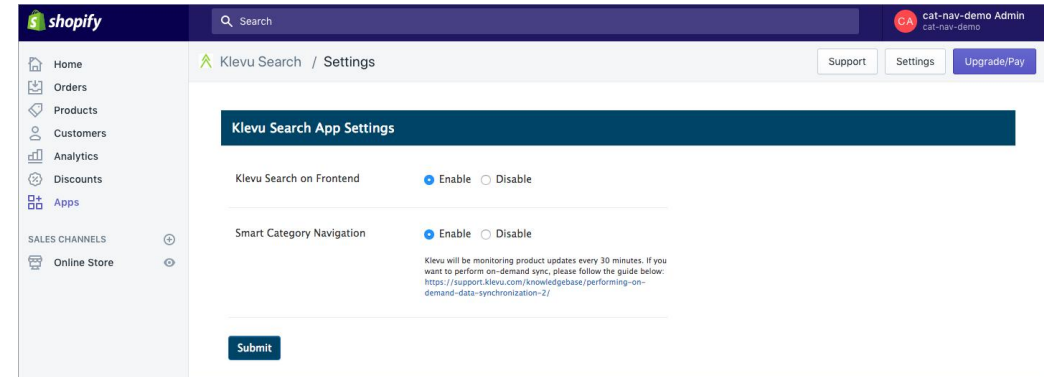 shopify
Search
CA
cat-nav-demo Admin
cat-nav-demo
Home
Orders
Products
Customers
Analytics
Discounts
Apps
SALES CHANNELS
Online Store
Klevu Search / Settings
Support
Settings
Upgrade/Pay
Klevu Search App Settings
Klevu Search on Frontend
Enable Disable
Smart Category Navigation
Enable Disable
Klevu will be monitoring product updates every 30 minutes. If you
want to perform on-demand sync, please follow the guide below:
https://support.klevu.com/knowledgebase/performing-on-
demand-data-synchronization-2/
Submit